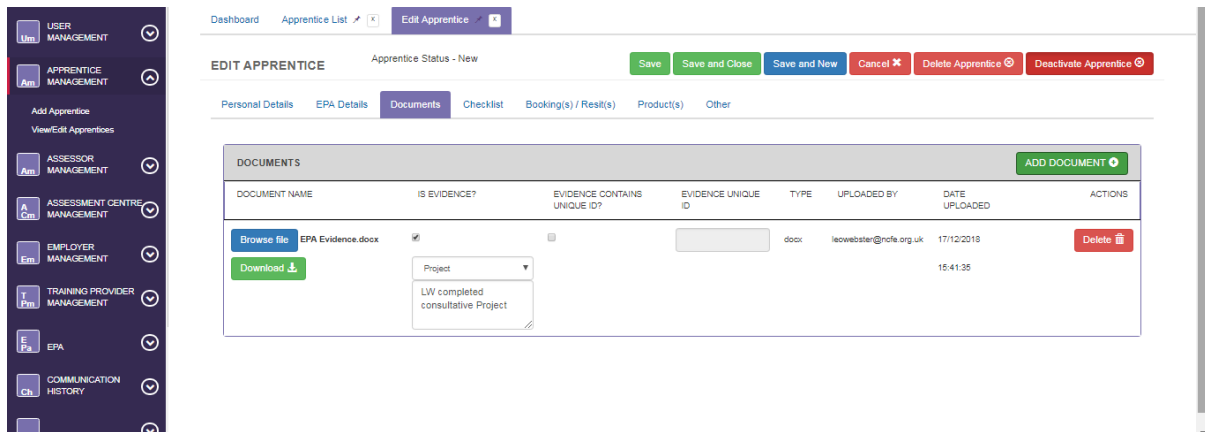 Um USER MANAGEMENT
Am APPRENTICE MANAGEMENT
Add Apprentice
View/Edit Apprentices
Am ASSESSOR MANAGEMENT
A Cm ASSESSMENT CENTRE MANAGEMENT
Em EMPLOYER MANAGEMENT
T Pm TRAINING PROVIDER MANAGEMENT
E Pa EPA
Ch COMMUNICATION HISTORY
Dashboard Apprentice List x Edit Apprentice x
EDIT APPRENTICE Apprentice Status - New Save Save and Close Save and New Cancel Delete Apprentice Deactivate Apprentice
Personal Details EPA Details Documents Checklist Booking(s) / Resit(s) Product(s) Other
DOCUMENTS ADD DOCUMENT
DOCUMENT NAME IS EVIDENCE? EVIDENCE CONTAINS UNIQUE ID? EVIDENCE UNIQUE ID TYPE UPLOADED BY DATE UPLOADED ACTIONS
Browse file EPA Evidence.docx docx leowebster@ncfe.org.uk 17/12/2018 Delete
Download Project 15:41:35
LW completed
consultative Project